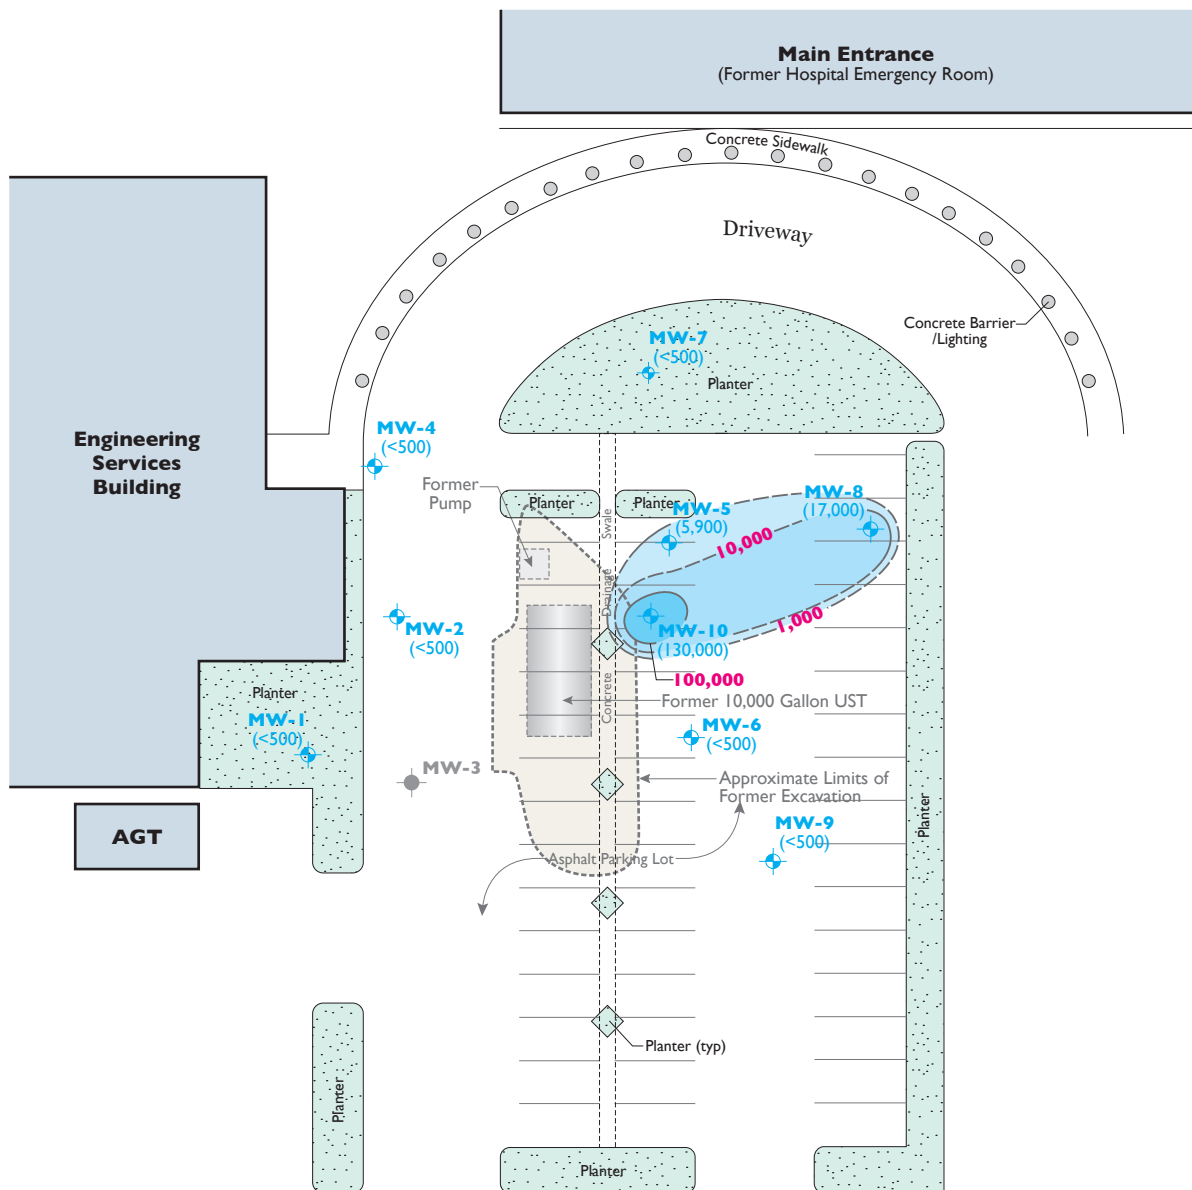 Main Entrance
(Former Hospital Emergency Room)
Concrete Sidewalk
Driveway
Concrete Barrier
/Lighting
MW-7
(<500)
Planter
Engineering
Services
Building
MW-4
(<500)
Former
Pump
Planter
Planter
MW-5
(5,900)
MW-8
(17,000)
10,000
1,000
Swale
Drainage
Concrete
MW-2
(<500)
MW-10
(130,000)
100,000
Former 10,000 Gallon UST
Planter
MW-1
(<500)
MW-6
(<500)
MW-3
Approximate Limits of
Former Excavation
AGT
MW-9
(<500)
Planter
Asphalt Parking Lot
Planter (typ)
Planter
Planter